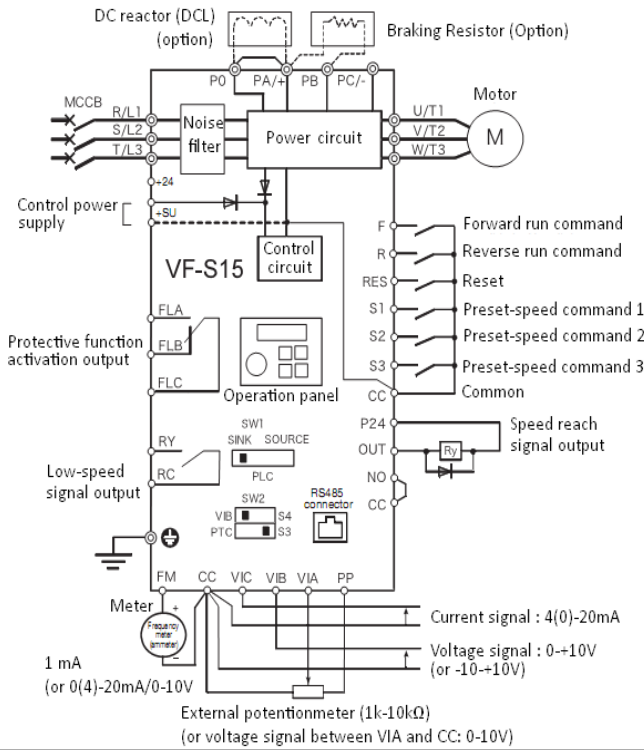 DC reactor (DCL)
(option)
Braking Resistor (Option)
P0 PA/+ PB PC/-
MCCB
R/L1
S/L2
T/L3
Noise
filter
Power circuit
U/T1
V/T2
W/T3
Motor
M
+24
Control power
supply
+SU
Control
circuit
VF-S15
F
Forward run command
R
Reverse run command
RES
Reset
S1
Preset-speed command 1
S2
Preset-speed command 2
S3
Preset-speed command 3
CC
Common
FLA
Protective function
activation output
FLB
FLC
Operation panel
P24
OUT
Speed reach
signal output
Ry
NO
CC
SW1
SINK SOURCE
PLC
RY
RC
Low-speed
signal output
SW2
VIB S4
PTC S3
RS485
connector
FM CC VIC VIB VIA PP
Meter
+
Frequency
meter
(ammeter)
−
1 mA
(or 0(4)-20mA/0-10V)
Current signal : 4(0)-20mA
Voltage signal : 0-+10V
(or -10-+10V)
External potentionmeter (1k-10kΩ)
(or voltage signal between VIA and CC: 0-10V)